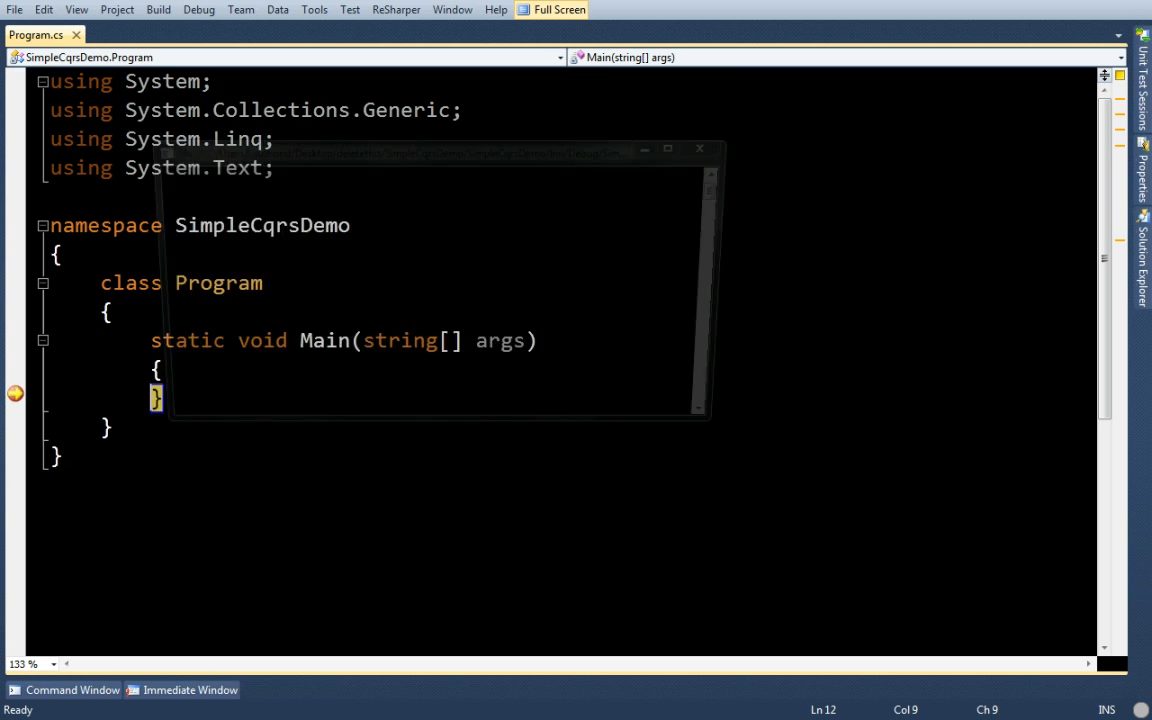 File Edit View Project Build Debug Team Data Tools Test ReSharper Window Help Full Screen
Program.cs
SimpleCqrsDemo.Program Main(string[] args)
using System;
using System.Collections.Generic;
using System.Linq;
using System.Text;
namespace SimpleCqrsDemo
{
class Program
{
static void Main(string[] args)
{
}
}
}
Unit Test Sessions
Properties
Solution Explorer
133 %
Command Window Immediate Window
Ready Ln 12 Col 9 Ch 9 INS